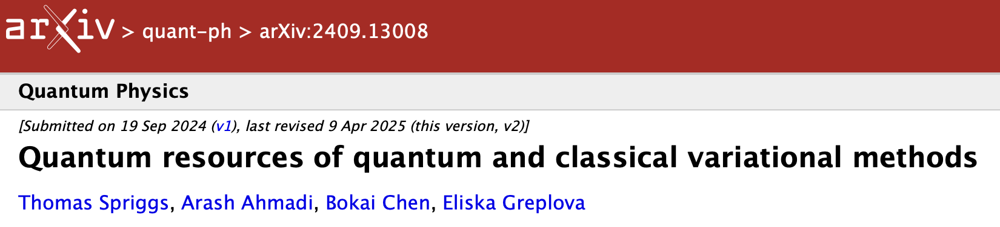 arXiv > quant-ph > arXiv:2409.13008
Quantum Physics
[Submitted on 19 Sep 2024 (v1), last revised 9 Apr 2025 (this version, v2)]
Quantum resources of quantum and classical variational methods
Thomas Spriggs, Arash Ahmadi, Bokai Chen, Eliska Greplova